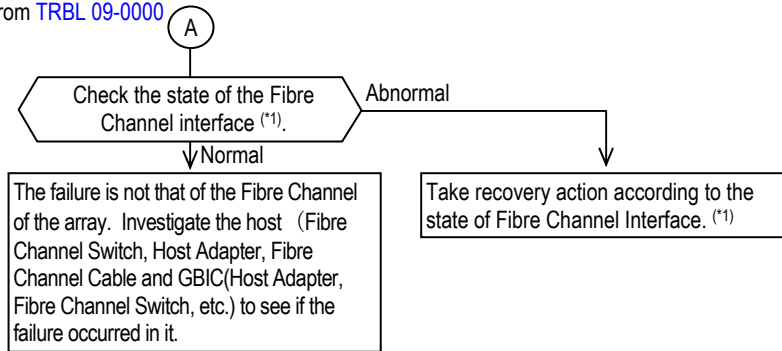 rom TRBL 09-0000
A
Check the state of the Fibre
Channel interface (*1).
Abnormal
Normal
The failure is not that of the Fibre Channel
of the array. Investigate the host （Fibre
Channel Switch, Host Adapter, Fibre
Channel Cable and GBIC(Host Adapter,
Fibre Channel Switch, etc.) to see if the
failure occurred in it.
Take recovery action according to the
state of Fibre Channel Interface. (*1)